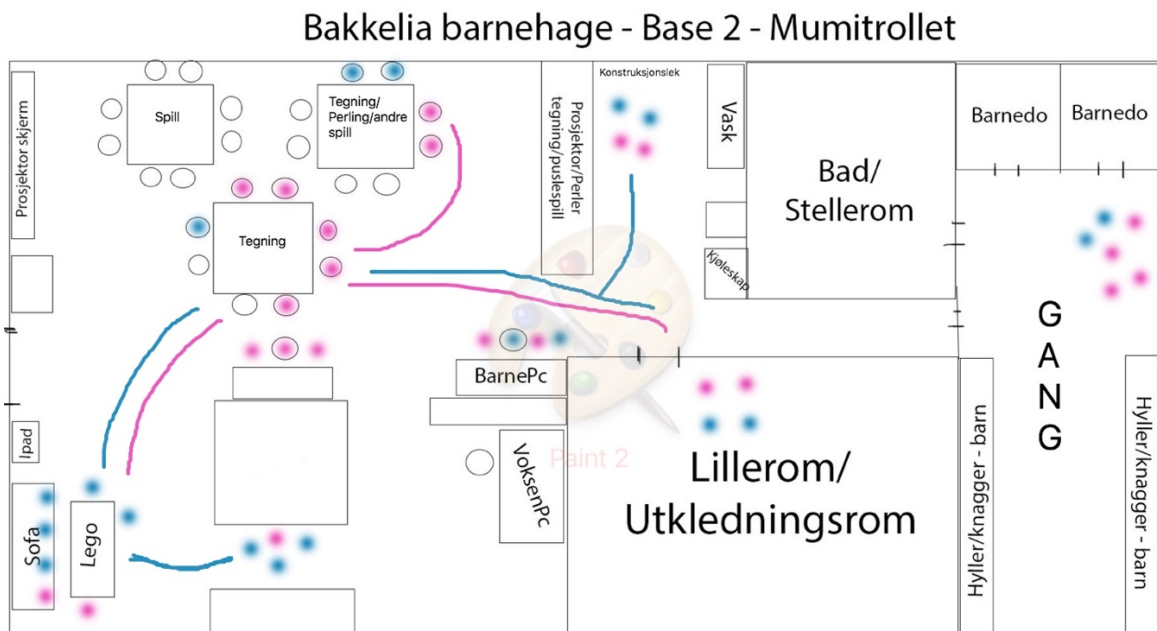 Bakkelia barnehage - Base 2 - Mumitrollet
Prosjektor skjerm
Spill
Tegning/
Perling/andre
spill
Tegning
Prosjektor/Perler
tegning/puslespill
Konstruksjonslek
Vask
Kjøleskap
Bad/
Stellerom
Barnedo
Barnedo
GANG
Ipad
Sofa
Lego
BarnePc
VoksenPc
Paint 2
Lillerom/
Utkledningsrom
Hyller/knagger - barn
Hyller/knagger - barn